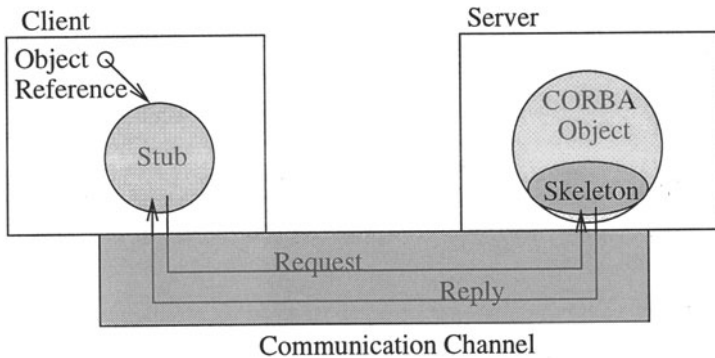 Client
Server
Object
Reference
Stub
CORBA
Object
Skeleton
Request
Reply
Communication Channel